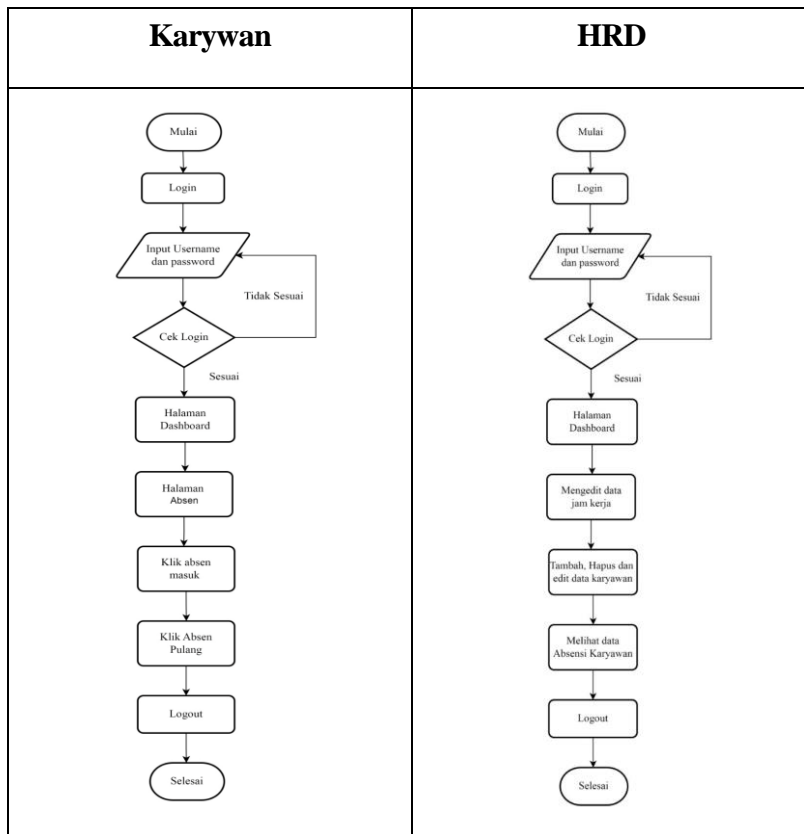 Karywan
HRD
Mulai
Login
Input Username
dan password
Tidak Sesuai
Cek Login
Sesuai
Halaman
Dashboard
Halaman
Absen
Klik absen
masuk
Klik Absen
Pulang
Logout
Selesai
Mulai
Login
Input Username
dan password
Tidak Sesuai
Cek Login
Sesuai
Halaman
Dashboard
Mengedit data
jam kerja
Tambah, Hapus dan
edit data karyawan
Melihat data
Absensi Karyawan
Logout
Selesai